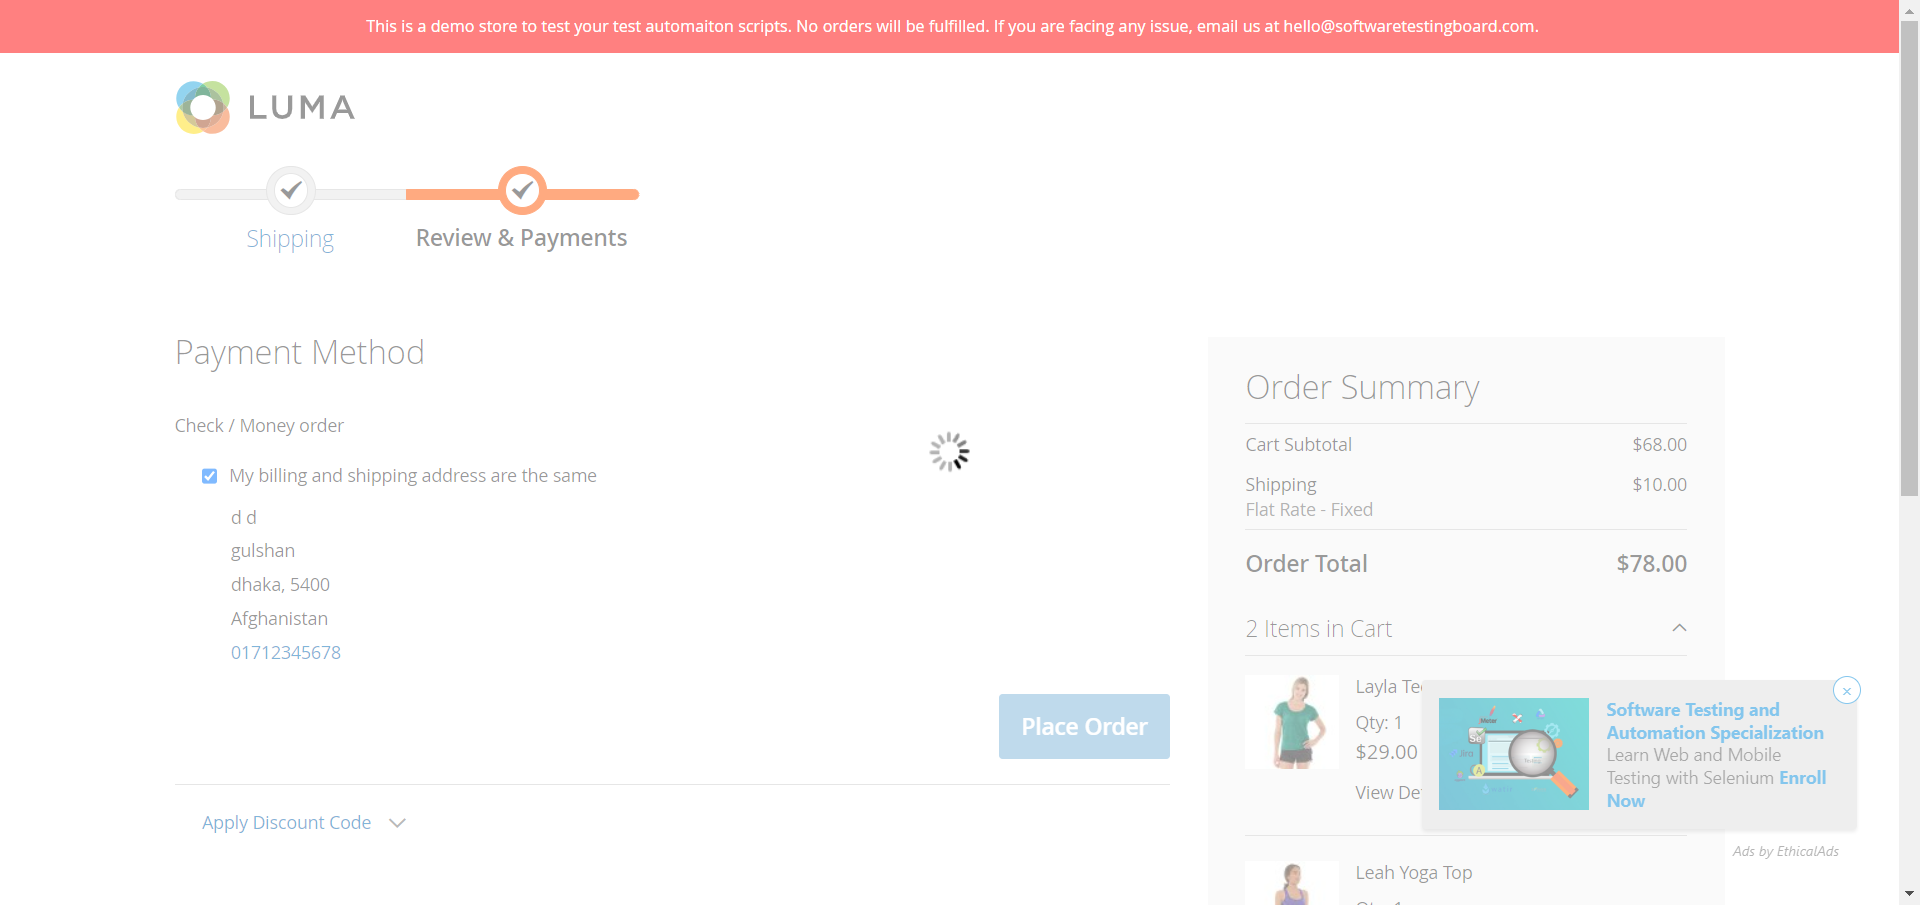 This is a demo store to test your test automaiton scripts. No orders will be fulfilled. If you are facing any issue, email us at hello@softwaretestingboard.com.
LUMA
Shipping
Review & Payments
Payment Method
Check / Money order
My billing and shipping address are the same
d d
gulshan
dhaka, 5400
Afghanistan
01712345678
Place Order
Apply Discount Code
Order Summary
Cart Subtotal $68.00
Shipping $10.00
Flat Rate - Fixed
Order Total $78.00
2 Items in Cart
Layla
Qty: 1
$29.00
View
Software Testing and
Automation Specialization
Learn Web and Mobile
Testing with Selenium Enroll
Now
Ads by EthicalAds
Leah Yoga Top